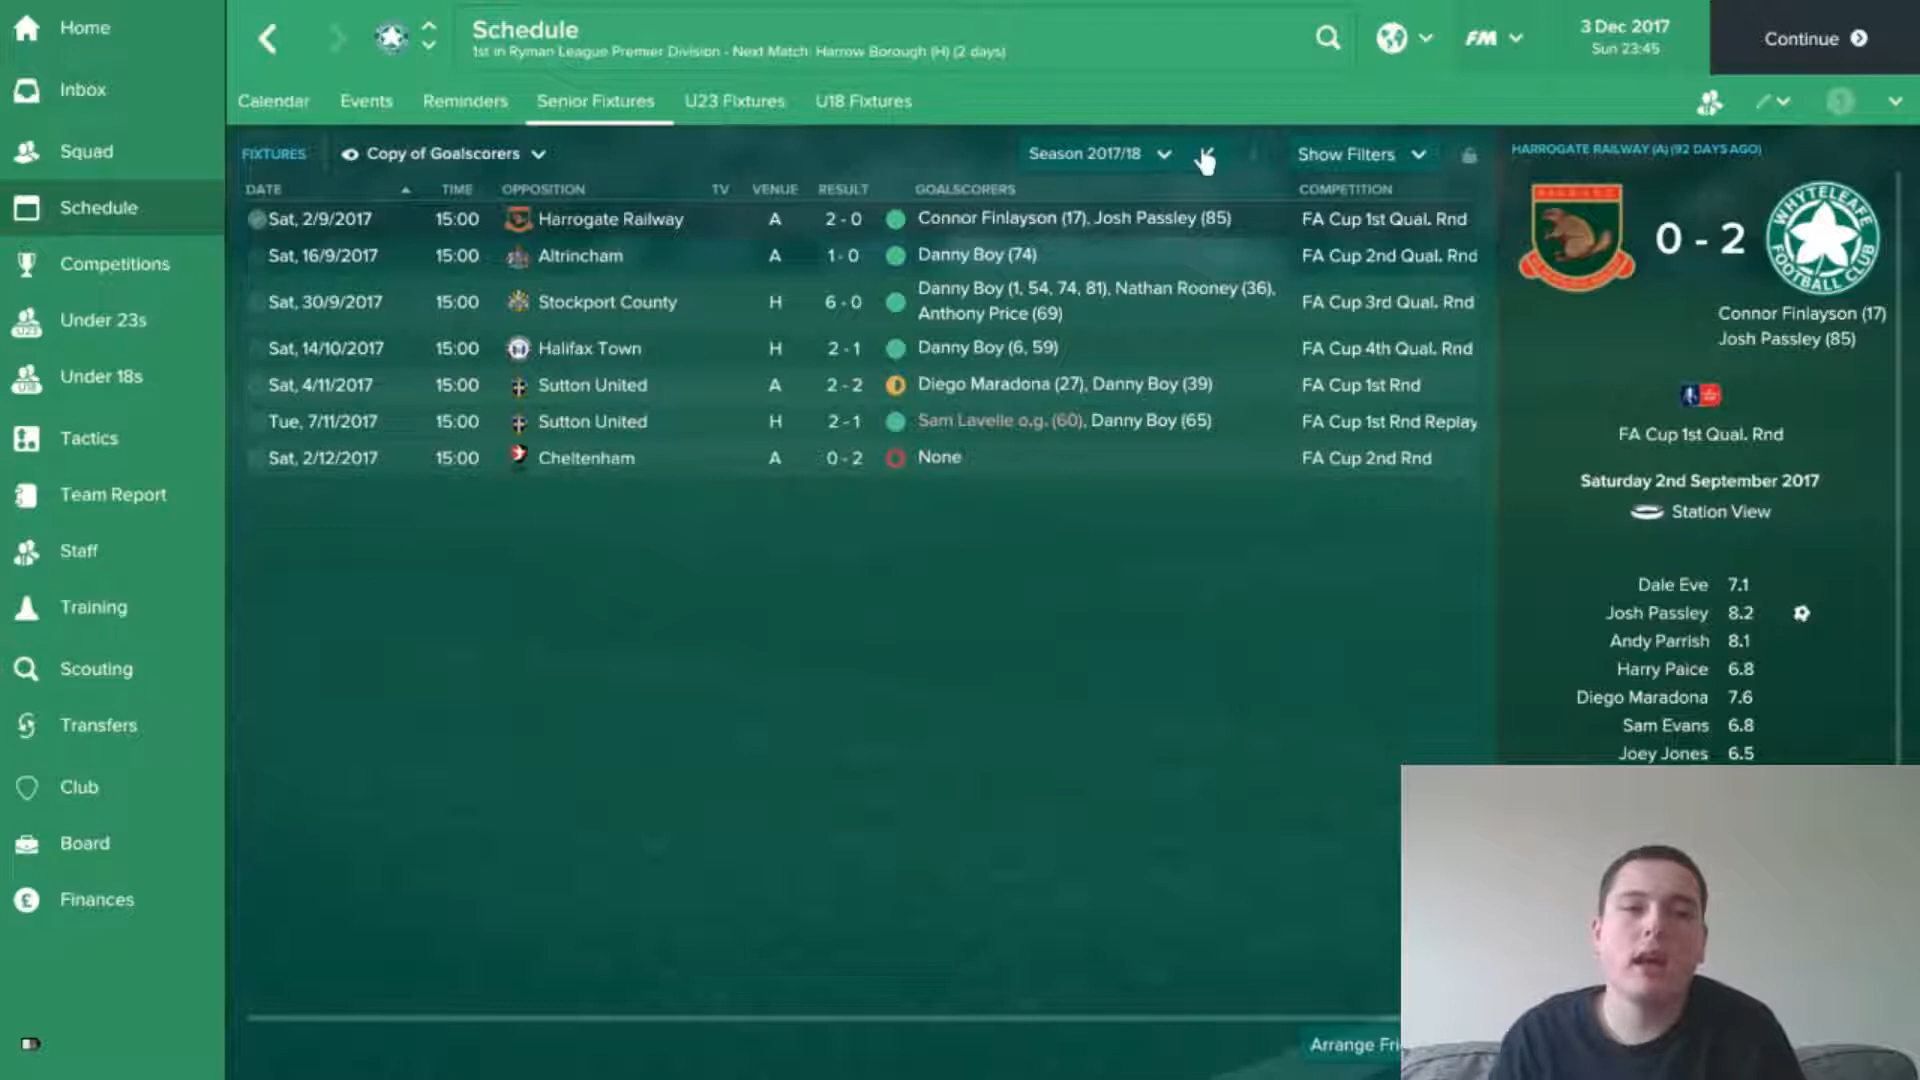 Home
Inbox
Squad
Schedule
Competitions
Under 23s
Under 18s
Tactics
Team Report
Staff
Training
Scouting
Transfers
Club
Board
Finances
Schedule
1st in Ryman League Premier Division - Next Match: Harrow Borough (H) (2 days)
FM
3 Dec 2017
Sun 23:45
Continue
Calendar Events Reminders Senior Fixtures U23 Fixtures U18 Fixtures
FIXTURES Copy of Goalscorers Season 2017/18 Show Filters
DATE TIME OPPOSITION TV VENUE RESULT GOALSCORERS COMPETITION
Sat, 2/9/2017 15:00 Harrogate Railway A 2 - 0 Connor Finlayson (17), Josh Passley (85) FA Cup 1st Qual. Rnd
Sat, 16/9/2017 15:00 Altrincham A 1 - 0 Danny Boy (74) FA Cup 2nd Qual. Rnd
Sat, 30/9/2017 15:00 Stockport County H 6 - 0 Danny Boy (1, 54, 74, 81), Nathan Rooney (36), FA Cup 3rd Qual. Rnd
Anthony Price (69)
Sat, 14/10/2017 15:00 Halifax Town H 2 - 1 Danny Boy (6, 59) FA Cup 4th Qual. Rnd
Sat, 4/11/2017 15:00 Sutton United A 2 - 2 Diego Maradona (27), Danny Boy (39) FA Cup 1st Rnd
Tue, 7/11/2017 15:00 Sutton United H 2 - 1 Sam Lavelle o.g. (60), Danny Boy (65) FA Cup 1st Rnd Replay
Sat, 2/12/2017 15:00 Cheltenham A 0 - 2 None FA Cup 2nd Rnd
HARROGATE RAILWAY (A) (92 DAYS AGO)
0 - 2
WHYTELEAFE
FOOTBALL CLUB
Connor Finlayson (17)
Josh Passley (85)
FA Cup 1st Qual. Rnd
Saturday 2nd September 2017
Station View
Dale Eve 7.1
Josh Passley 8.2
Andy Parrish 8.1
Harry Paice 6.8
Diego Maradona 7.6
Sam Evans 6.8
Joey Jones 6.5
Arrange Fri